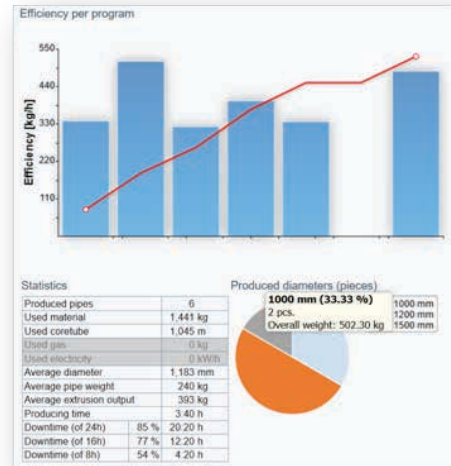 Efficiency per program
Efficiency [kg/h]
550
440
330
220
110
Statistics
Produced pipes 6
Used material 1,441 kg
Used coretube 1,045 m
Used gas 0 kg
Used electricity 0 kW/h
Average diameter 1,183 mm
Average pipe weight 240 kg
Average extrusion output 393 kg
Producing time 3:40 h
Downtime (of 24h) 85 % 20:20 h
Downtime (of 16h) 77 % 12:20 h
Downtime (of 8h) 54 % 4:20 h
Produced diameters (pieces)
1000 mm (33.33 %)
2 pcs.
Overall weight: 502.30 kg
1000 mm
1200 mm
1500 mm